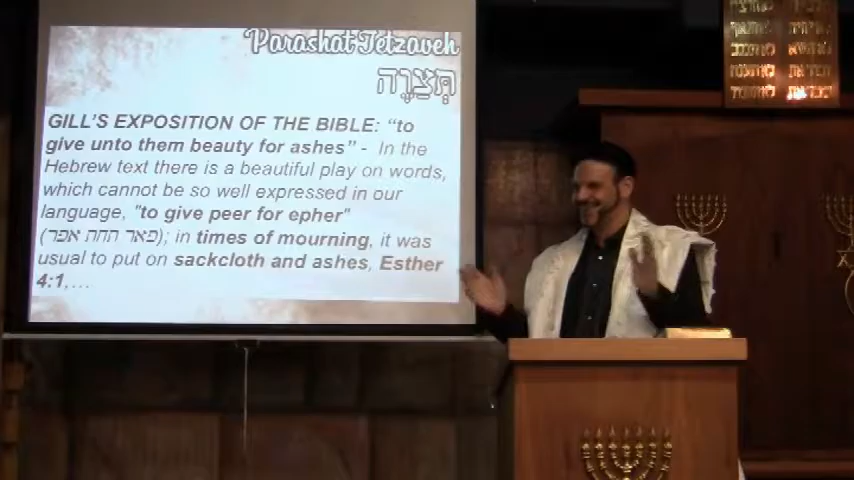 Parashat Tetzaveh
תְּצַוֶּה
GILL'S EXPOSITION OF THE BIBLE: "to
give unto them beauty for ashes" - In the
Hebrew text there is a beautiful play on words,
which cannot be so well expressed in our
language, "to give peer for epher"
(פאר תחת אפר); in times of mourning, it was
usual to put on sackcloth and ashes, Esther
4:1,...